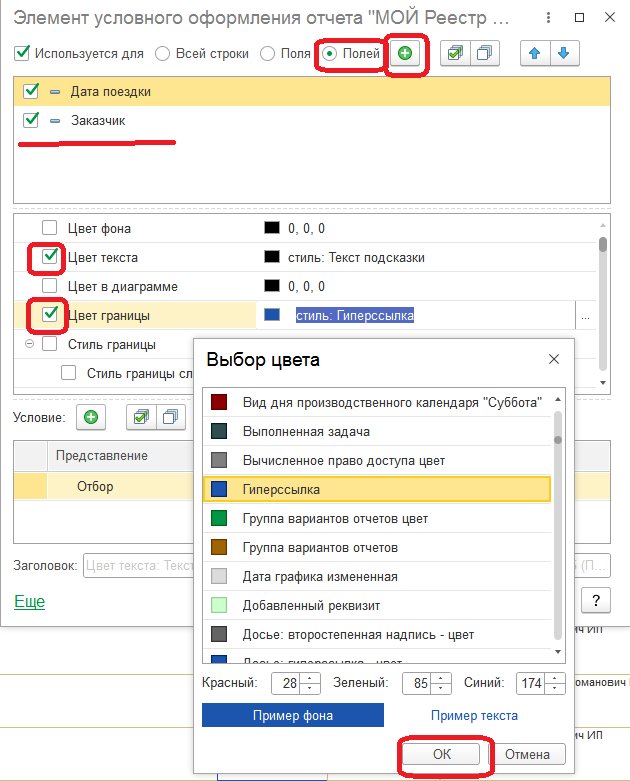 Элемент условного оформления отчета "МОЙ Реестр ...
Используется для Всей строки Поля Полей
Дата поездки
Заказчик
Цвет фона 0, 0, 0
Цвет текста стиль: Текст подсказки
Цвет в диаграмме 0, 0, 0
Цвет границы стиль: Гиперссылка ...
Стиль границы
Стиль границы сл
Условие:
Представление
Отбор
Заголовок: Цвет текста: Текст
(П...
Еще
?
Выбор цвета
Вид дня производственного календаря "Суббота"
Выполненная задача
Вычисленное право доступа цвет
Гиперссылка
Группа вариантов отчетов цвет
Группа вариантов отчетов
Дата графика измененная
Добавленный реквизит
Досье: второстепенная надпись - цвет
Досье: гиперссылка - цвет
Красный: 28 Зеленый: 85 Синий: 174
Пример фона Пример текста
ОК Отмена
ич ИП
оманович
ич ИП